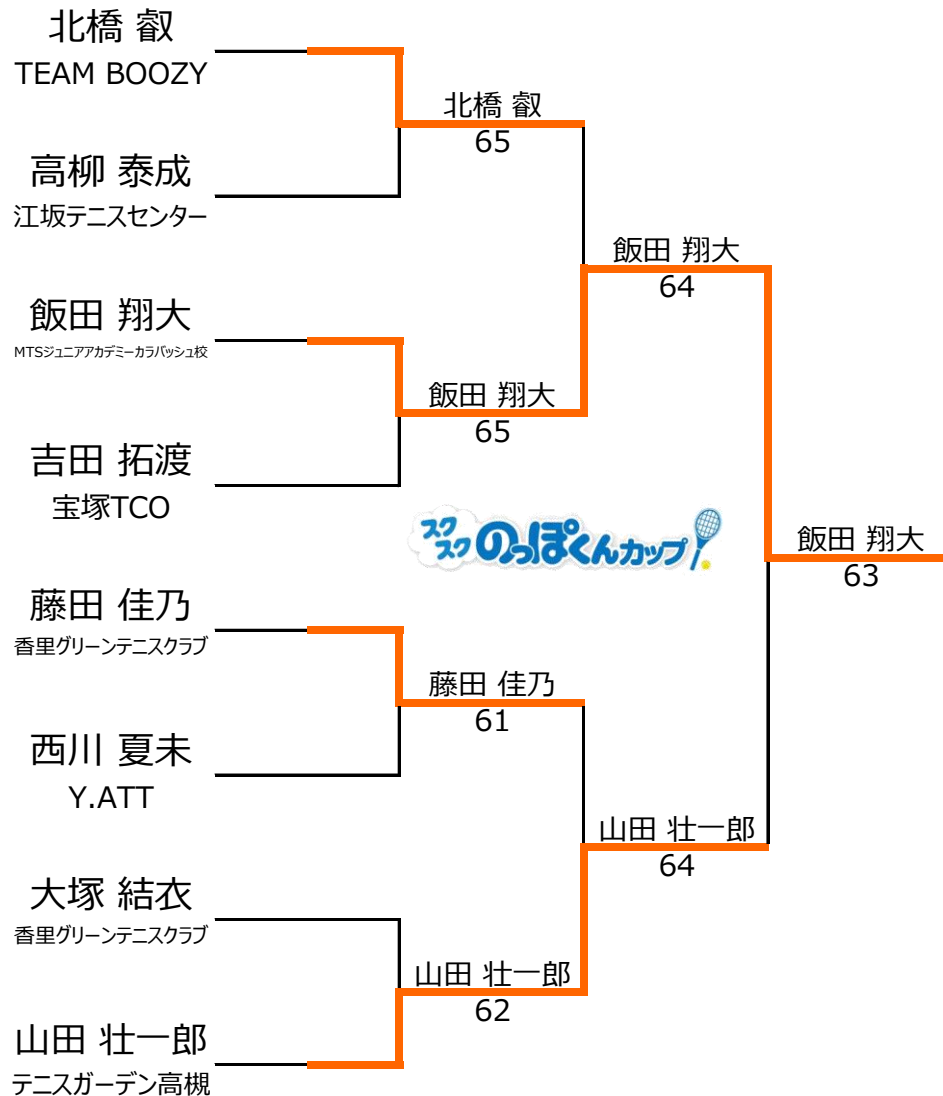 北橋 叡
TEAM BOOZY
高柳 泰成
江坂テニスセンター
飯田 翔大
MTSジュニアアカデミーカラバッシュ校
吉田 拓渡
宝塚TCO
藤田 佳乃
香里グリーンテニスクラブ
西川 夏未
Y.ATT
大塚 結衣
香里グリーンテニスクラブ
山田 壮一郎
テニスガーデン高槻
北橋 叡
65
飯田 翔大
65
藤田 佳乃
61
山田 壮一郎
62
飯田 翔大
64
山田 壮一郎
64
飯田 翔大
63
スク
スク
のっぽくんカップ